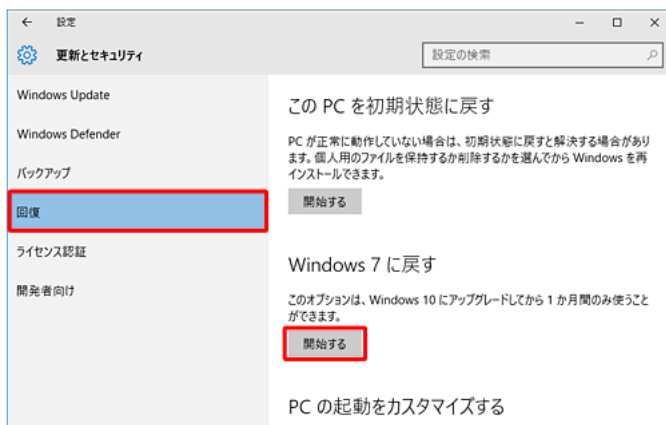 設定
更新とセキュリティ
設定の検索
Windows Update
Windows Defender
バックアップ
回復
ライセンス認証
開発者向け
この PC を初期状態に戻す
PC が正常に動作していない場合は、初期状態に戻すと解決する場合があり
ます。個人用のファイルを保持するか削除するかを選んでから Windows を再
インストールできます。
開始する
Windows 7 に戻す
このオプションは、Windows 10 にアップグレードしてから 1 か月間のみ使うこと
ができます。
開始する
PC の起動をカスタマイズする